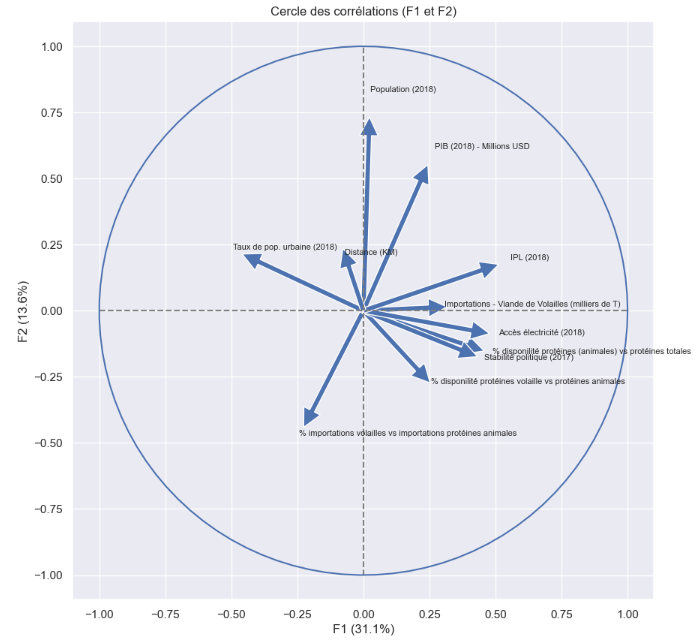 Cercle des corrélations (F1 et F2)
1.00
Population (2018)
0.75
PIB (2018) - Millions USD
0.50
0.25
Taux de pop. urbaine (2018)
Distance (KM)
IPL (2018)
F2 (13.6%)
0.00
Importations - Viande de Volailles (milliers de T)
Accès électricité (2018)
% disponilité protéines (animales) vs protéines totales
Stabilité politique (2017)
−0.25
% disponilité protéines volaille vs protéines animales
−0.50
% importations volailles vs importations protéines animales
−0.75
−1.00
−1.00 −0.75 −0.50 −0.25 0.00 0.25 0.50 0.75 1.00
F1 (31.1%)